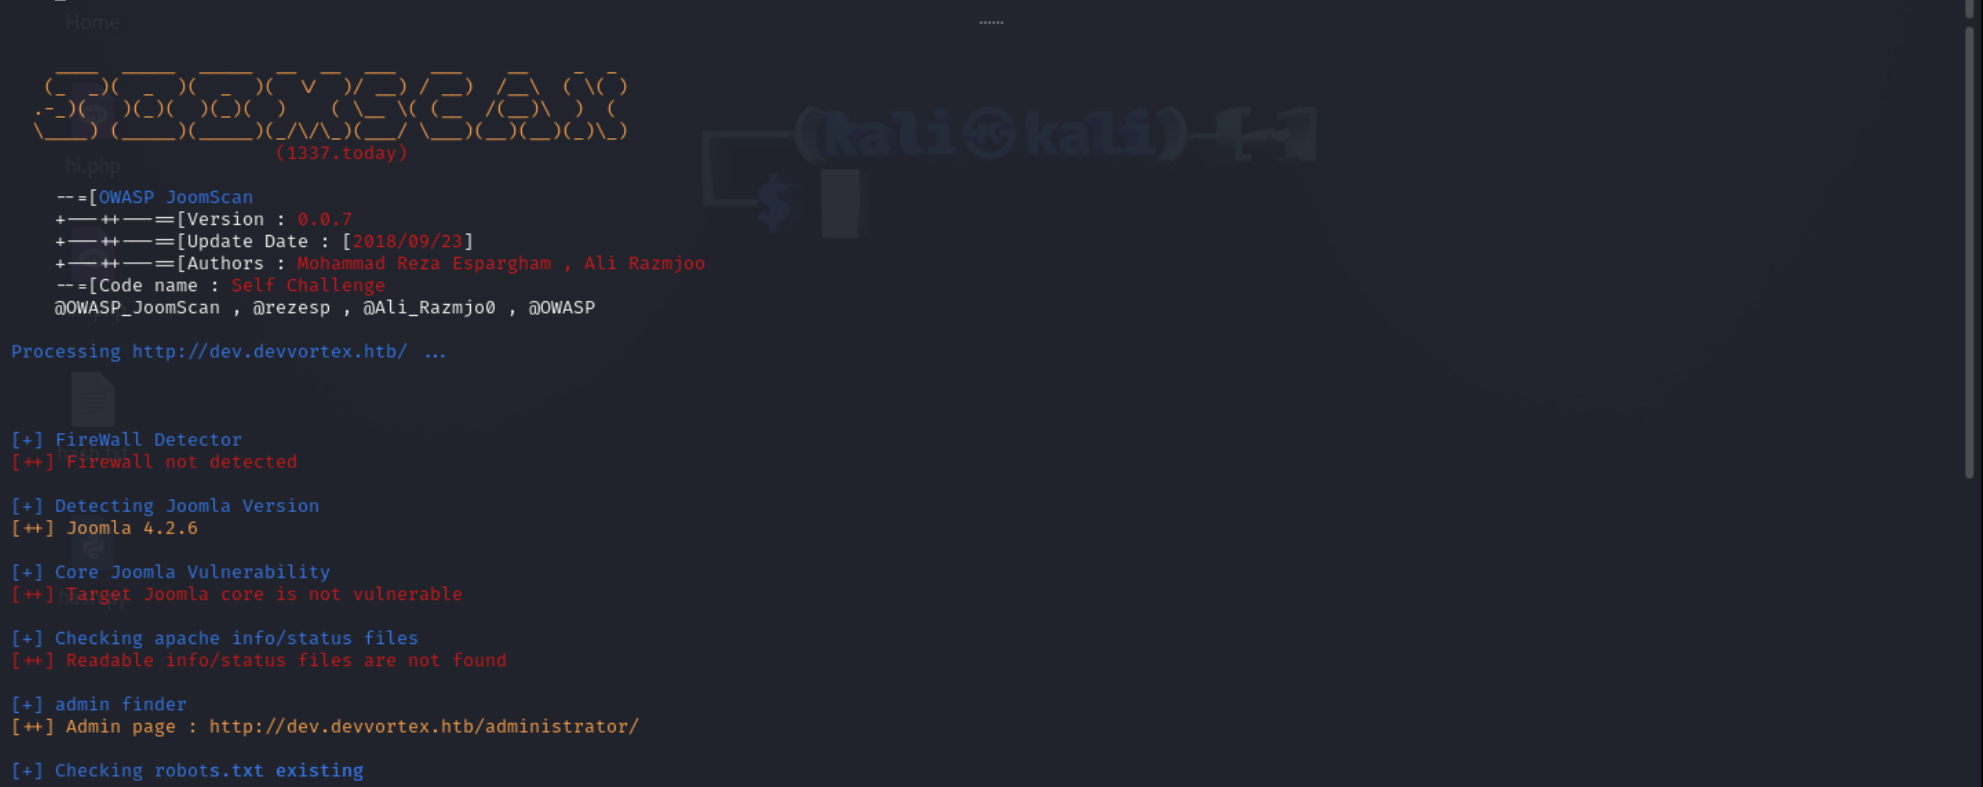 Home
(1337.today)
hi.php
(kali㉿kali)-[~]
$
--=[OWASP JoomScan
+---++---==[Version : 0.0.7
+---++---==[Update Date : [2018/09/23]
+---++---==[Authors : Mohammad Reza Espargham , Ali Razmjoo
--=[Code name : Self Challenge
@OWASP_JoomScan , @rezesp , @Ali_Razmjo0 , @OWASP
Processing http://dev.devvortex.htb/ ...
[+] FireWall Detector
hash.txt
[++] Firewall not detected
[+] Detecting Joomla Version
[++] Joomla 4.2.6
[+] Core Joomla Vulnerability
[++] Target Joomla core is not vulnerable
[+] Checking apache info/status files
[++] Readable info/status files are not found
[+] admin finder
[++] Admin page : http://dev.devvortex.htb/administrator/
[+] Checking robots.txt existing